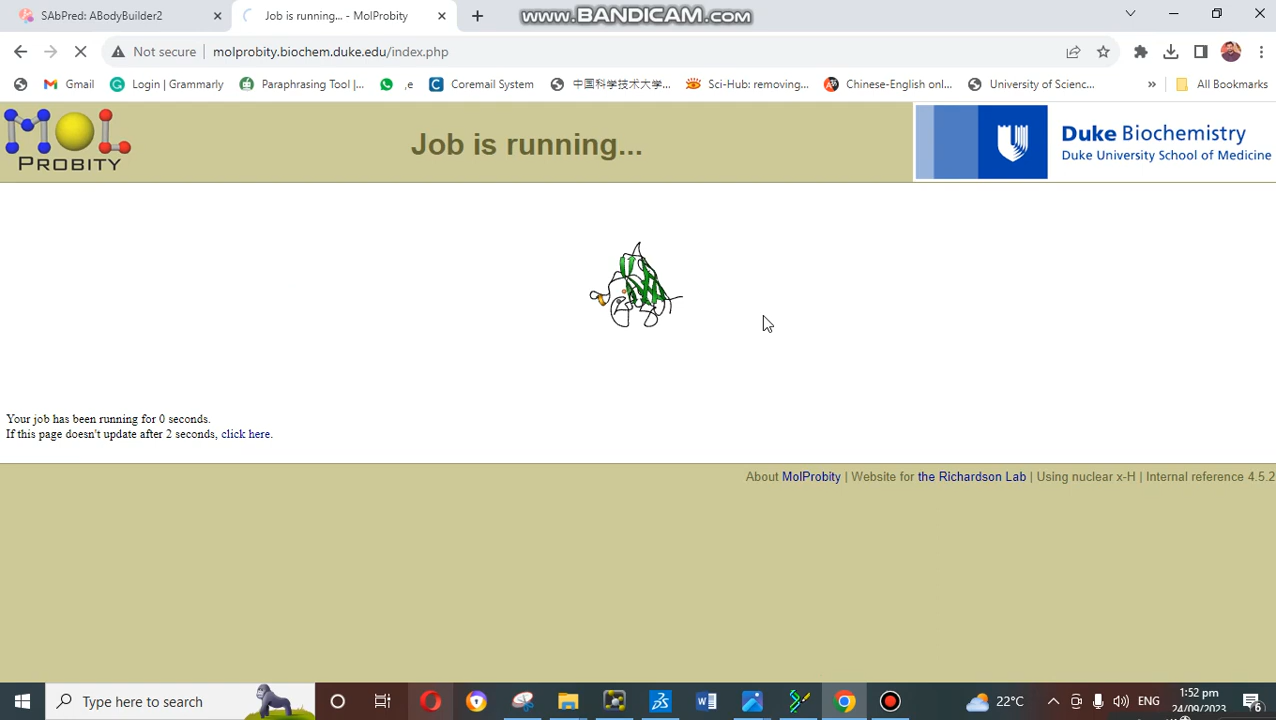 www.BANDICAM.com
SAbPred: ABodyBuilder2
Job is running... - MolProbity
Not secure molprobity.biochem.duke.edu/index.php
Gmail Login | Grammarly Paraphrasing Tool |... ,e Coremail System 中国科学技术大学... Sci-Hub: removing... Chinese-English onl... University of Scienc... » All Bookmarks
MOL PROBITY
Job is running...
Duke Biochemistry
Duke University School of Medicine
Your job has been running for 0 seconds.
If this page doesn't update after 2 seconds, click here.
About MolProbity | Website for the Richardson Lab | Using nuclear x-H | Internal reference 4.5.2
Type here to search
22°C
ENG
1:52 pm
24/09/2023
6